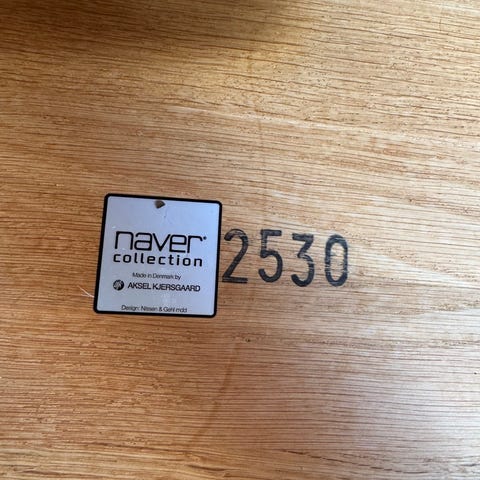 naver®
collection
Made in Denmark by
AKSEL KJERSGAARD
Design: Nissen & Gehl mdd
2530